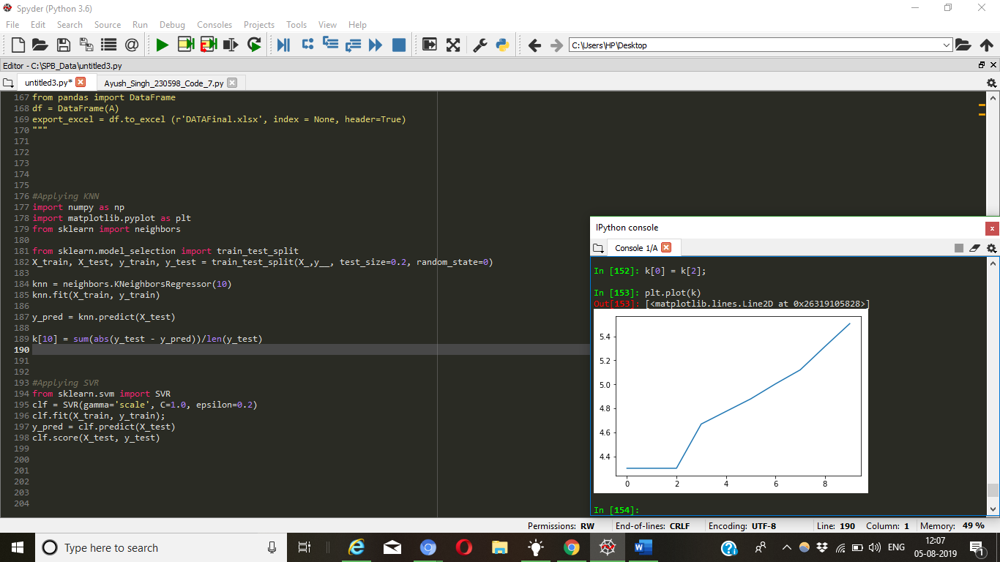 Spyder (Python 3.6)
File Edit Search Source Run Debug Consoles Projects Tools View Help
C:\Users\HP\Desktop
Editor - C:\SPB_Data\untitled3.py
untitled3.py* Ayush_Singh_230598_Code_7.py
167 from pandas import DataFrame
168 df = DataFrame(A)
169 export_excel = df.to_excel (r'DATAFinal.xlsx', index = None, header=True)
170 """
171
172
173
174
175
176 #Applying KNN
177 import numpy as np
178 import matplotlib.pyplot as plt
179 from sklearn import neighbors
180
181 from sklearn.model_selection import train_test_split
182 X_train, X_test, y_train, y_test = train_test_split(X_,y__, test_size=0.2, random_state=0)
183
184 knn = neighbors.KNeighborsRegressor(10)
185 knn.fit(X_train, y_train)
186
187 y_pred = knn.predict(X_test)
188
189 k[10] = sum(abs(y_test - y_pred))/len(y_test)
190
191
192
193 #Applying SVR
194 from sklearn.svm import SVR
195 clf = SVR(gamma='scale', C=1.0, epsilon=0.2)
196 clf.fit(X_train, y_train);
197 y_pred = clf.predict(X_test)
198 clf.score(X_test, y_test)
199
200
201
202
203
204
IPython console
Console 1/A
In [152]: k[0] = k[2];
In [153]: plt.plot(k)
Out[153]: [<matplotlib.lines.Line2D at 0x26319105828>]
5.4
5.2
5.0
4.8
4.6
4.4
0 2 4 6 8
In [154]:
Permissions: RW End-of-lines: CRLF Encoding: UTF-8 Line: 190 Column: 1 Memory: 49 %
Type here to search
ENG
12:07
05-08-2019
1